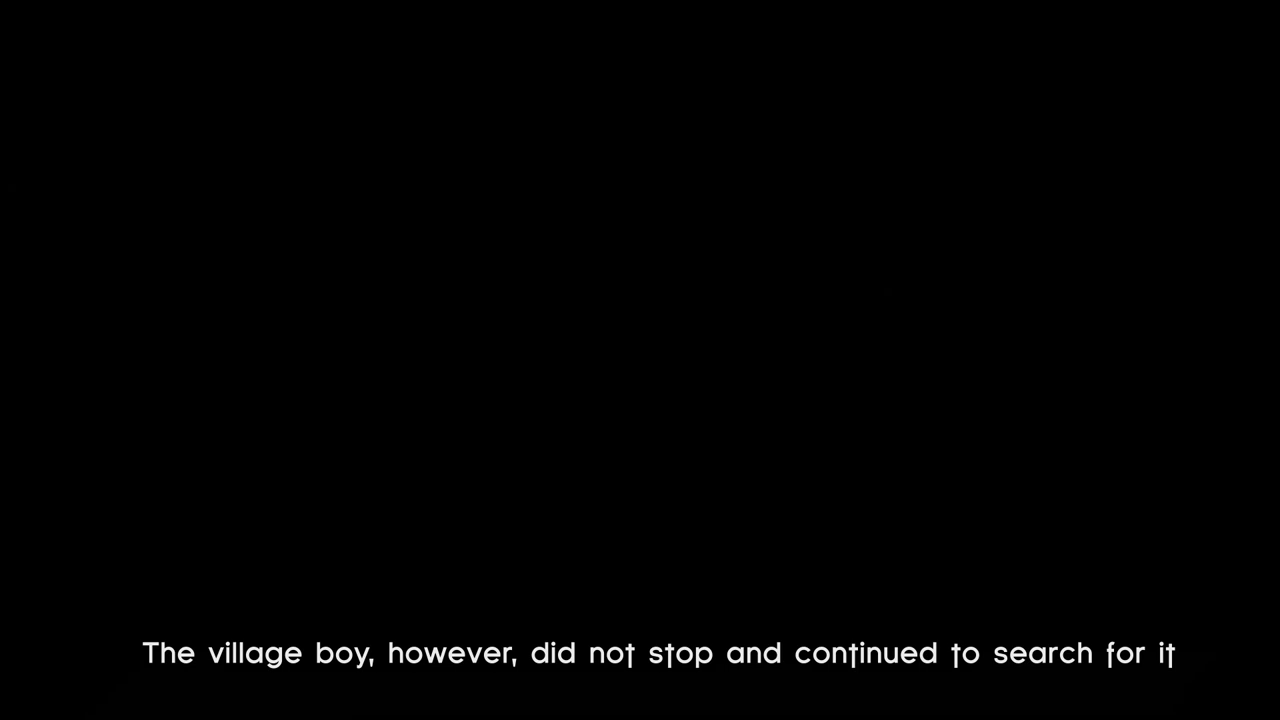 The village boy, however, did not stop and continued to search for it